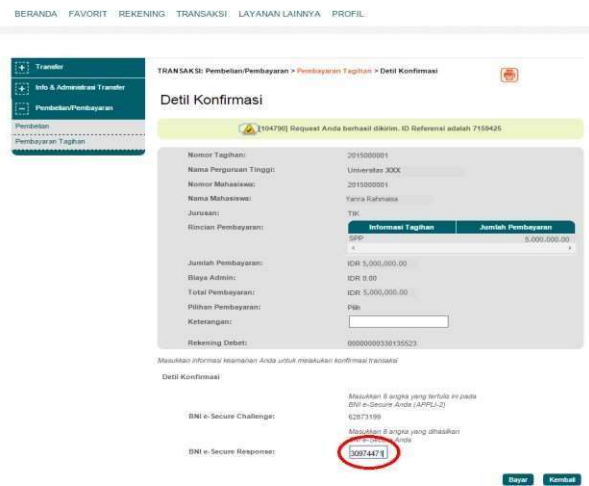 BERANDA FAVORIT REKENING TRANSAKSI LAYANAN LAINNYA PROFIL
Transfer
Info & Administrasi Transfer
Pembelian/Pembayaran
Pembelian
Pembayaran Tagihan
TRANSAKSI: Pembelian/Pembayaran > Pembayaran Tagihan > Detil Konfirmasi
Detil Konfirmasi
[104790] Request Anda berhasil dikirim. ID Referensi adalah 7159425
Nomor Tagihan: 2015000001
Nama Perguruan Tinggi: Universitas XXX
Nomor Mahasiswa: 2015000001
Nama Mahasiswa: Yanra Rahmasa
Jurusan: TIK
Rincian Pembayaran: Informasi Tagihan Jumlah Pembayaran
SPP 5.000.000.00
Jumlah Pembayaran: IDR 5,000,000.00
Biaya Admin: IDR 0.00
Total Pembayaran: IDR 5,000,000.00
Pilihan Pembayaran: Pilih
Keterangan:
Rekening Debet: 00000000330135523
Masukkan informasi keamanan Anda untuk melakukan konfirmasi transaksi
Detil Konfirmasi
Masukkan 8 angka yang tertulis ini pada
BNI e-Secure Anda (APPLI-2)
BNI e-Secure Challenge: 62873199
Masukkan 8 angka yang dihasilkan
BNI e-Secure Anda
BNI e-Secure Response: 30974471
Bayar Kembali